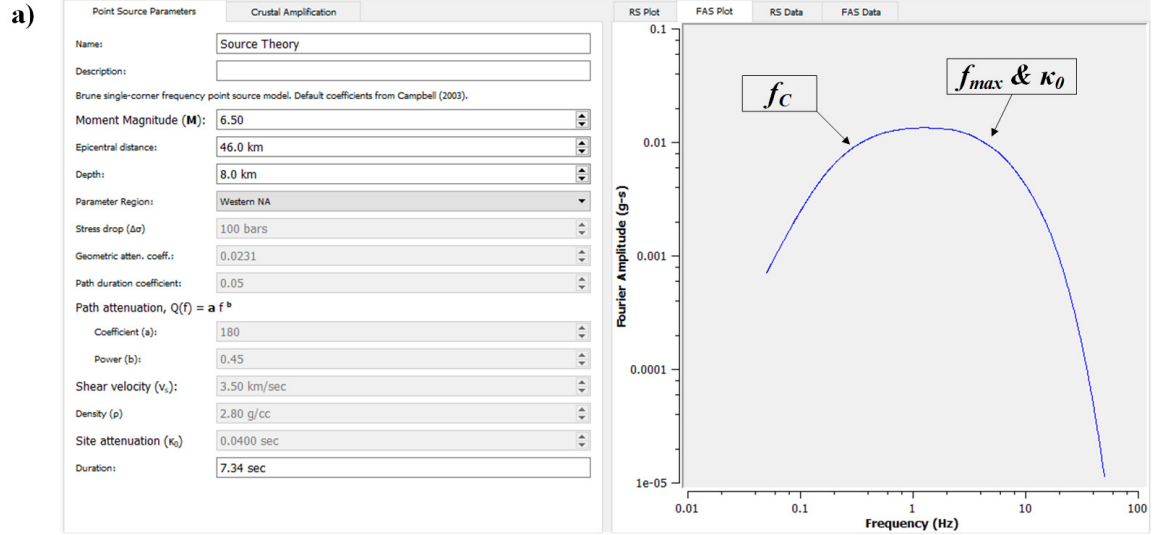 a)
Point Source Parameters
Crustal Amplification
Name:
Source Theory
Description:
Brune single-corner frequency point source model. Default coefficients from Campbell (2003).
Moment Magnitude (M):
6.50
Epicentral distance:
46.0 km
Depth:
8.0 km
Parameter Region:
Western NA
Stress drop (Δσ)
100 bars
Geometric atten. coeff.:
0.0231
Path duration coefficient:
0.05
Path attenuation, Q(f) = a f ᵇ
Coefficient (a):
180
Power (b):
0.45
Shear velocity (vₛ):
3.50 km/sec
Density (ρ)
2.80 g/cc
Site attenuation (κ₀)
0.0400 sec
Duration:
7.34 sec
RS Plot
FAS Plot
RS Data
FAS Data
0.1
0.01
0.001
0.0001
1e-05
Fourier Amplitude (g-s)
f_C
f_max & κ₀
0.01
0.1
1
10
100
Frequency (Hz)